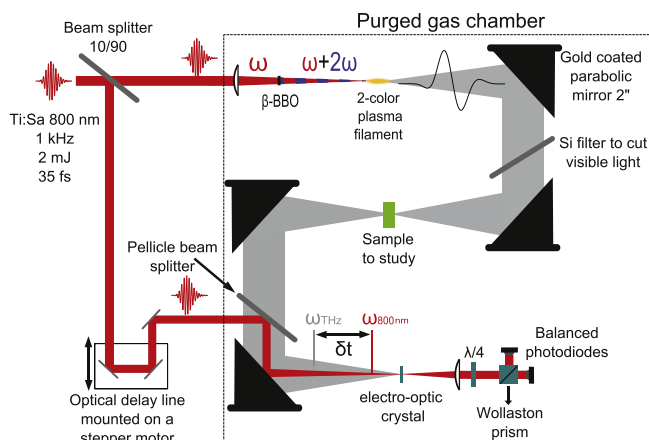 Purged gas chamber
Beam splitter
10/90
ω
ω+2ω
Gold coated
parabolic
mirror 2"
β-BBO
2-color
plasma
filament
Ti:Sa 800 nm
1 kHz
2 mJ
35 fs
Si filter to cut
visible light
Sample
to study
Pellicle beam
splitter
ωTHz
ω800nm
δt
λ/4
Balanced
photodiodes
electro-optic
crystal
Wollaston
prism
Optical delay line
mounted on a
stepper motor